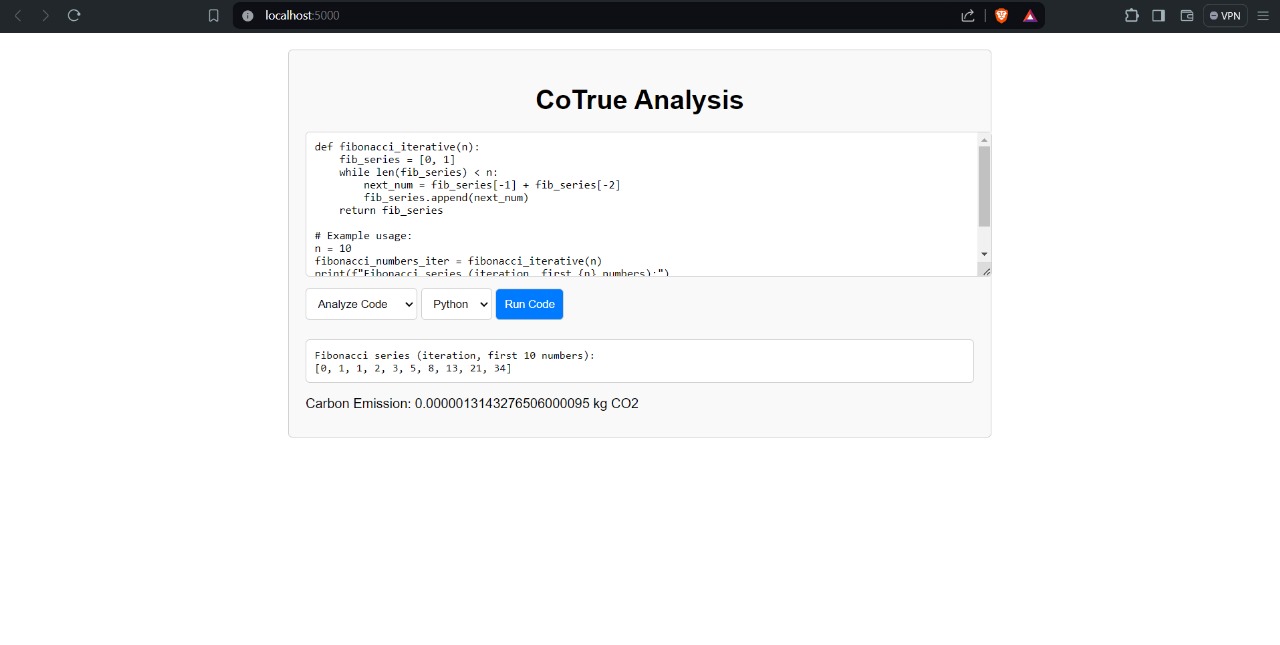 localhost:5000
VPN
CoTrue Analysis
def fibonacci_iterative(n):
    fib_series = [0, 1]
    while len(fib_series) < n:
        next_num = fib_series[-1] + fib_series[-2]
        fib_series.append(next_num)
    return fib_series
# Example usage:
n = 10
fibonacci_numbers_iter = fibonacci_iterative(n)
print(f"Fibonacci series (iteration, first {n} numbers):")
Analyze Code
Python
Run Code
Fibonacci series (iteration, first 10 numbers):
[0, 1, 1, 2, 3, 5, 8, 13, 21, 34]
Carbon Emission: 0.0000013143276506000095 kg CO2